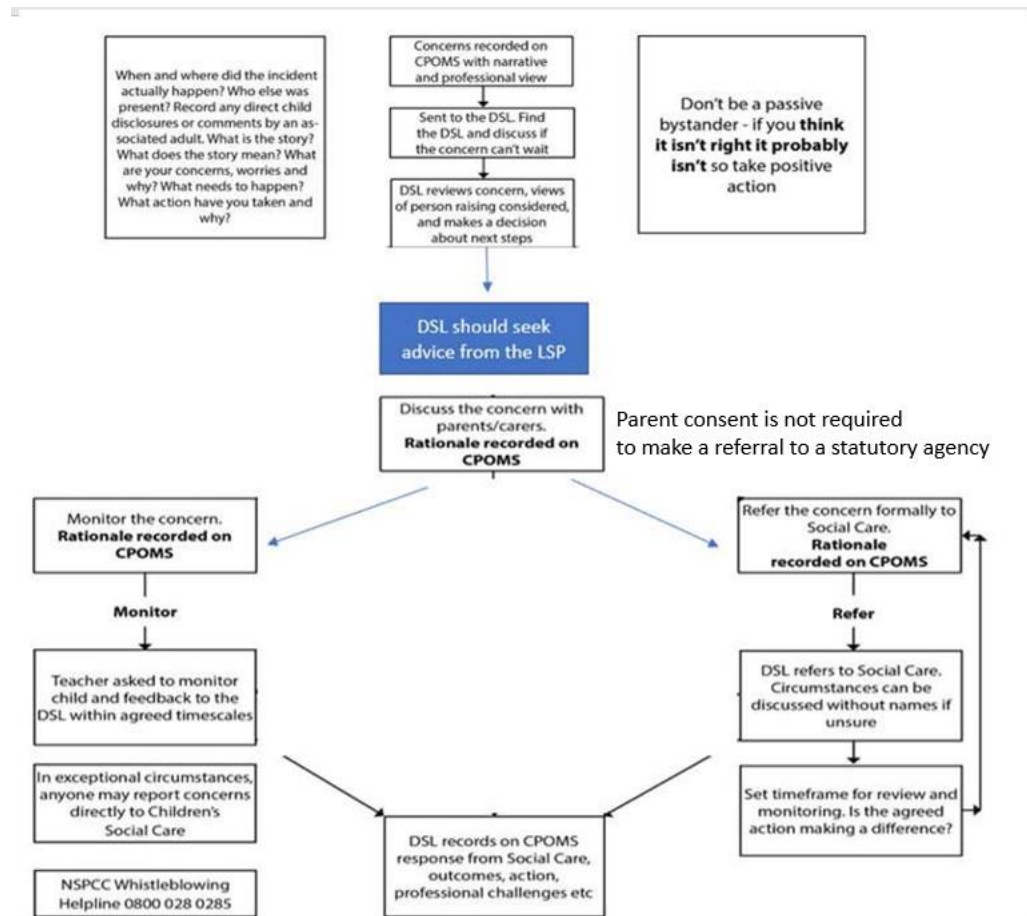 When and where did the incident
actually happen? Who else was
present? Record any direct child
disclosures or comments by an as-
sociated adult. What is the story?
What does the story mean? What
are your concerns, worries and
why? What needs to happen?
What action have you taken and
why?
Concerns recorded on
CPOMS with narrative
and professional view
Sent to the DSL. Find
the DSL and discuss if
the concern can't wait
DSL reviews concern, views
of person raising considered,
and makes a decision
about next steps
Don't be a passive
bystander - if you think
it isn't right it probably
isn't so take positive
action
DSL should seek
advice from the LSP
Discuss the concern with
parents/carers.
Rationale recorded on
CPOMS
Parent consent is not required
to make a referral to a statutory agency
Monitor the concern.
Rationale recorded on
CPOMS
Monitor
Teacher asked to monitor
child and feedback to the
DSL within agreed timescales
In exceptional circumstances,
anyone may report concerns
directly to Children's
Social Care
NSPCC Whistleblowing
Helpline 0800 028 0285
Refer the concern formally to
Social Care.
Rationale
recorded on CPOMS
Refer
DSL refers to Social Care.
Circumstances can be
discussed without names if
unsure
Set timeframe for review and
monitoring. Is the agreed
action making a difference?
DSL records on CPOMS
response from Social Care,
outcomes, action,
professional challenges etc